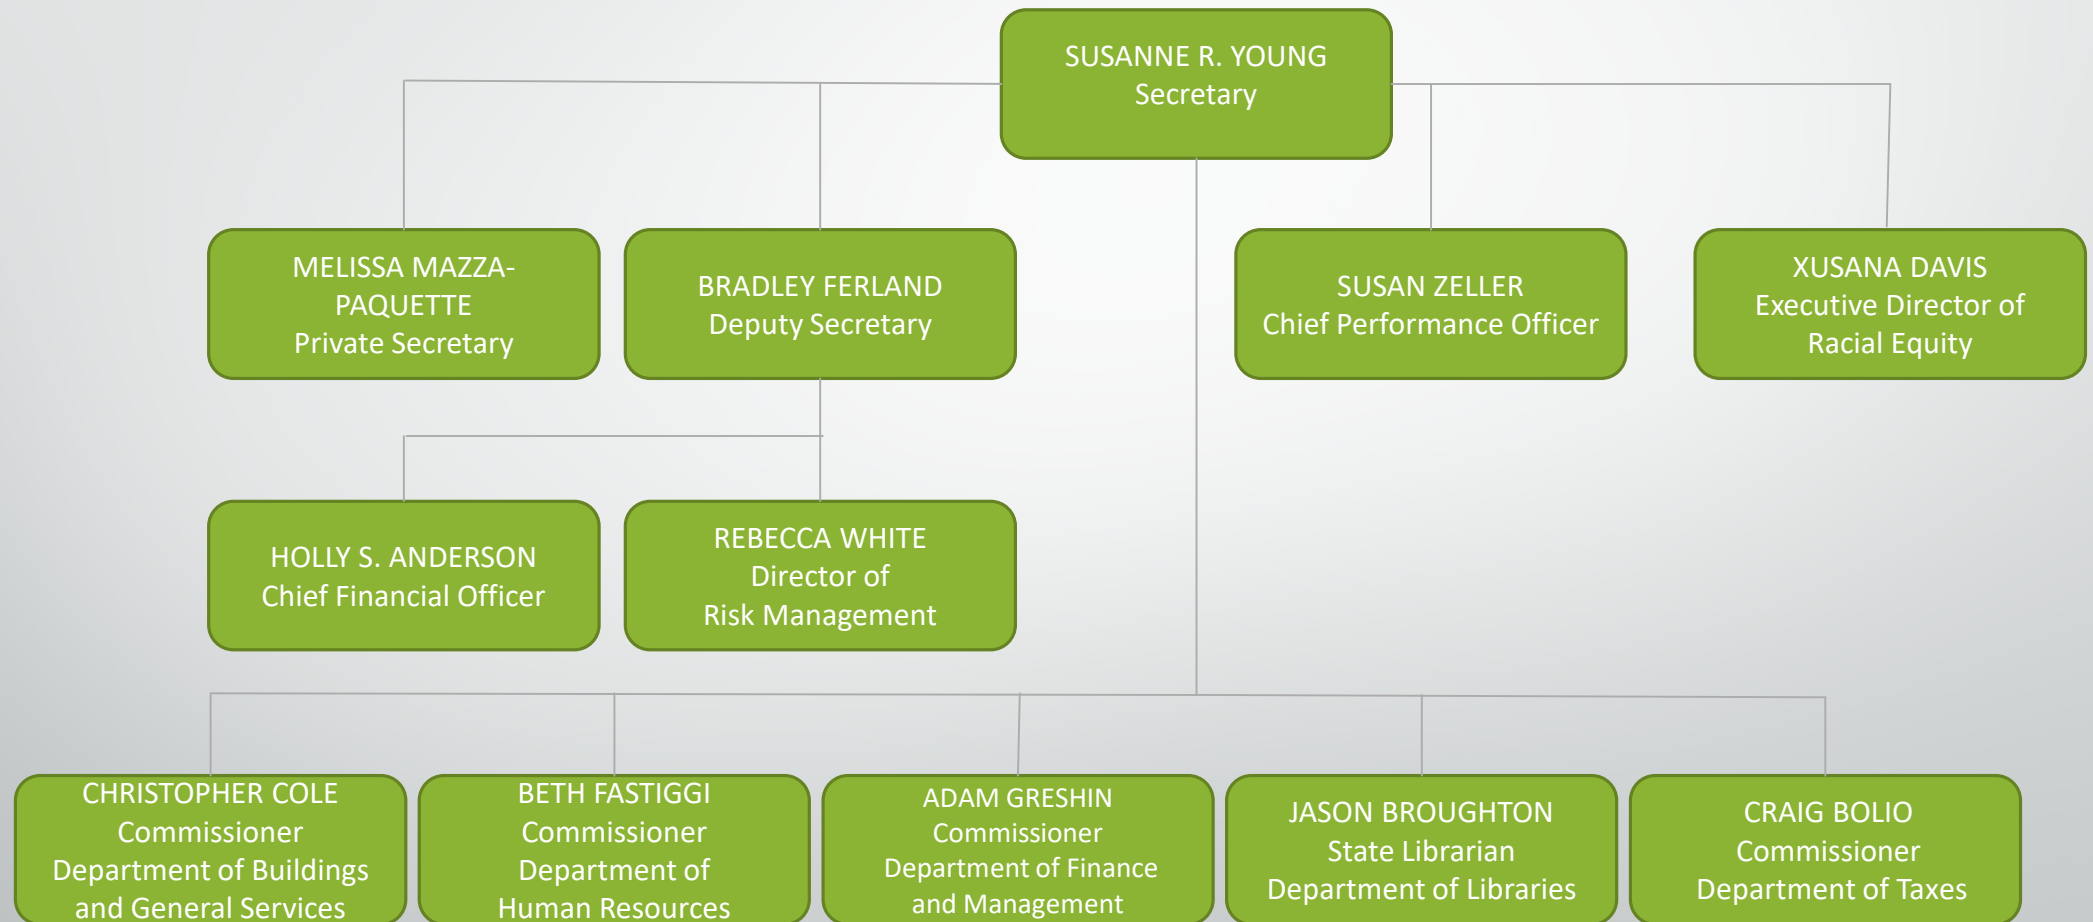 SUSANNE R. YOUNG
Secretary
MELISSA MAZZA-
PAQUETTE
Private Secretary
BRADLEY FERLAND
Deputy Secretary
SUSAN ZELLER
Chief Performance Officer
XUSANA DAVIS
Executive Director of
Racial Equity
HOLLY S. ANDERSON
Chief Financial Officer
REBECCA WHITE
Director of
Risk Management
CHRISTOPHER COLE
Commissioner
Department of Buildings
and General Services
BETH FASTIGGI
Commissioner
Department of
Human Resources
ADAM GRESHIN
Commissioner
Department of Finance
and Management
JASON BROUGHTON
State Librarian
Department of Libraries
CRAIG BOLIO
Commissioner
Department of Taxes